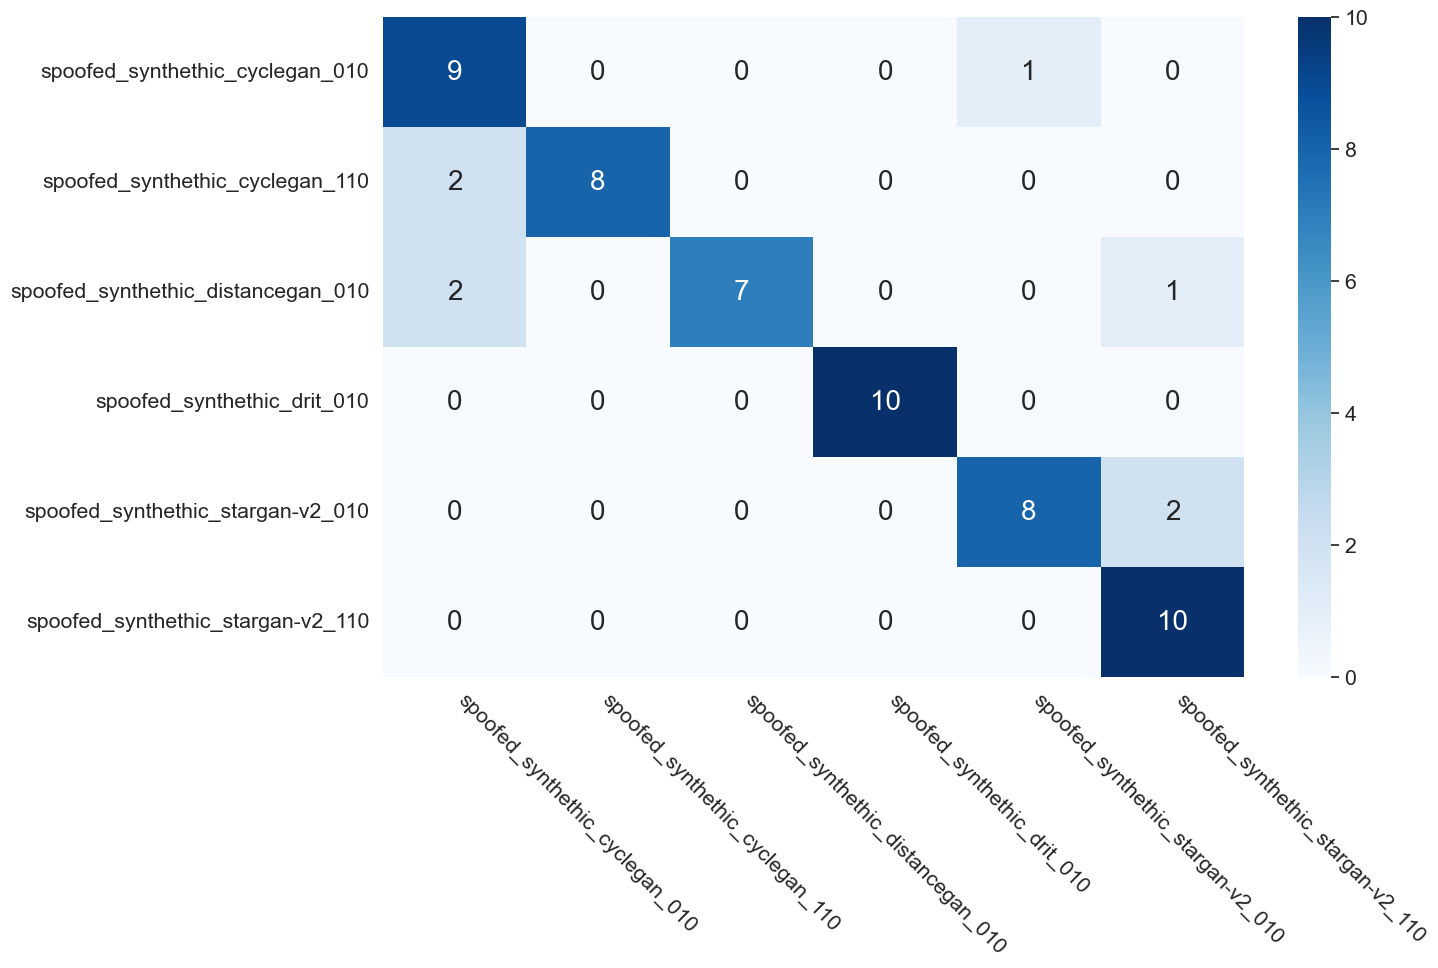 spoofed_synthethic_cyclegan_010 9 0 0 0 1 0
spoofed_synthethic_cyclegan_110 2 8 0 0 0 0
spoofed_synthethic_distancegan_010 2 0 7 0 0 1
spoofed_synthethic_drit_010 0 0 0 10 0 0
spoofed_synthethic_stargan-v2_010 0 0 0 0 8 2
spoofed_synthethic_stargan-v2_110 0 0 0 0 0 10
spoofed_synthethic_cyclegan_010
spoofed_synthethic_cyclegan_110
spoofed_synthethic_distancegan_010
spoofed_synthethic_drit_010
spoofed_synthethic_stargan-v2_010
spoofed_synthethic_stargan-v2_110
10
8
6
4
2
0